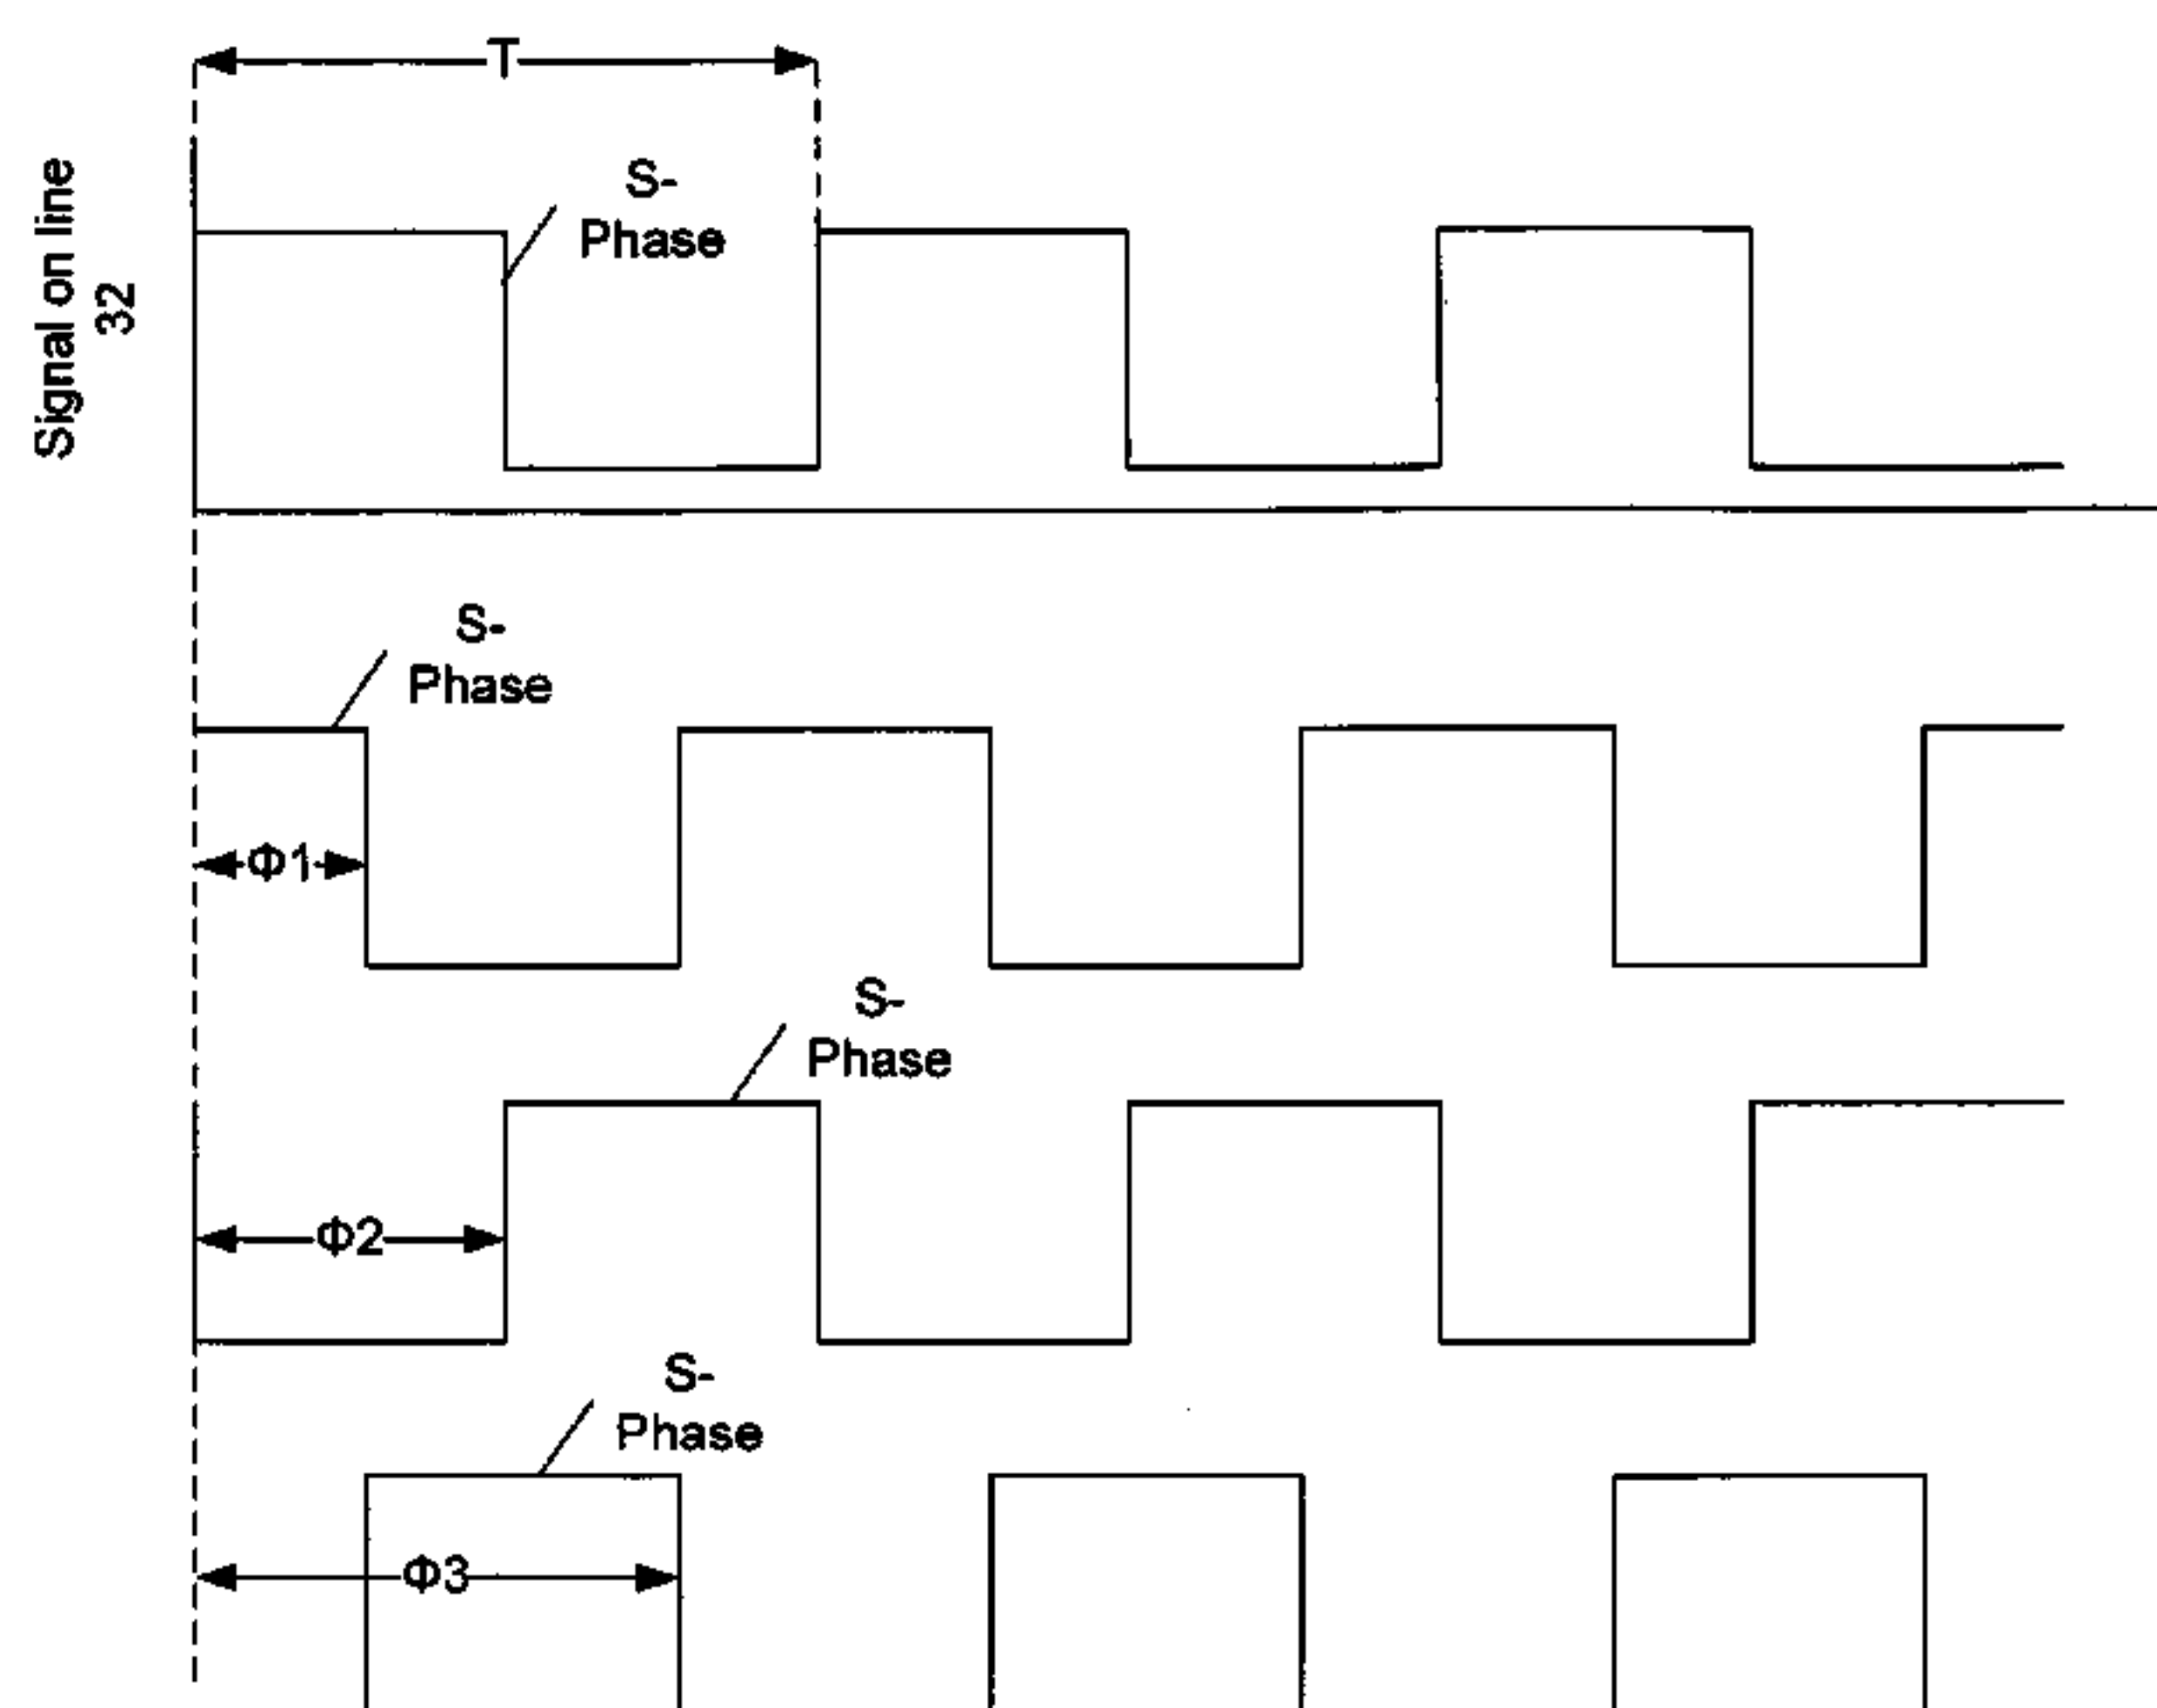 T
Signal on line
32
S-
Phase
S-
Phase
Φ1
S-
Phase
Φ2
S-
Phase
Φ3